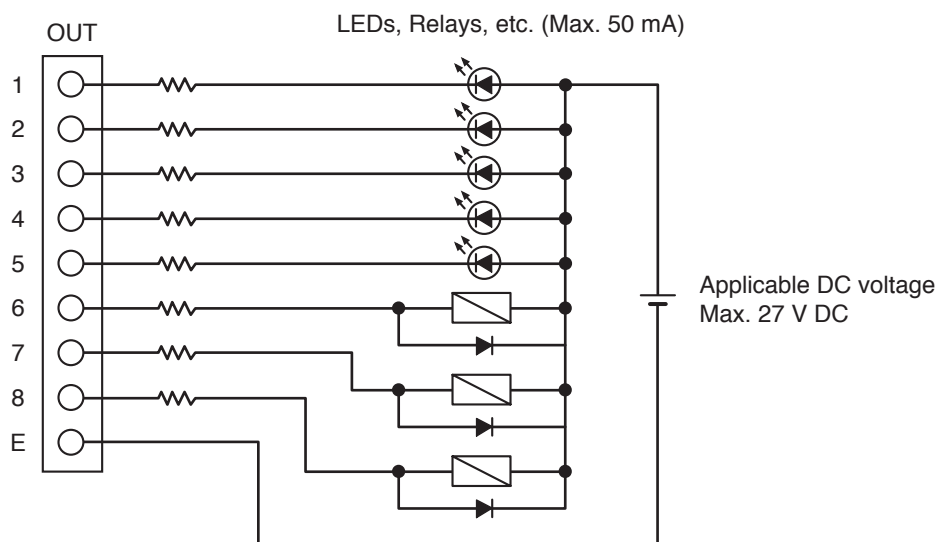 LEDs, Relays, etc. (Max. 50 mA)
OUT
1
2
3
4
5
6
7
8
E
Applicable DC voltage
Max. 27 V DC